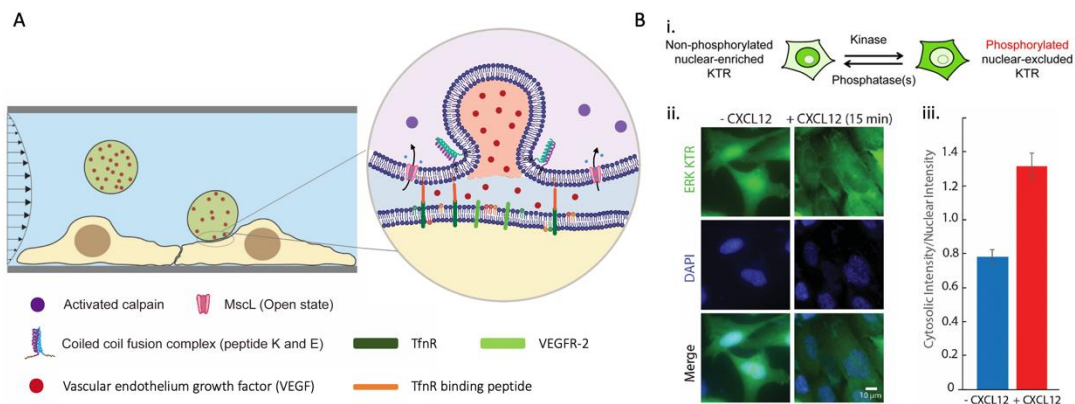 A
Activated calpain
MscL (Open state)
Coiled coil fusion complex (peptide K and E)
TfnR
VEGFR-2
Vascular endothelium growth factor (VEGF)
TfnR binding peptide
B
i.
Non-phosphorylated
nuclear-enriched
KTR
Kinase
Phosphatase(s)
Phosphorylated
nuclear-excluded
KTR
ii.
- CXCL12
+ CXCL12 (15 min)
ERK KTR
DAPI
Merge
10 µm
iii.
Cytosolic Intensity/Nuclear Intensity
1.4
1.2
1
0.8
0.6
0.4
0.2
0
- CXCL12
+ CXCL12